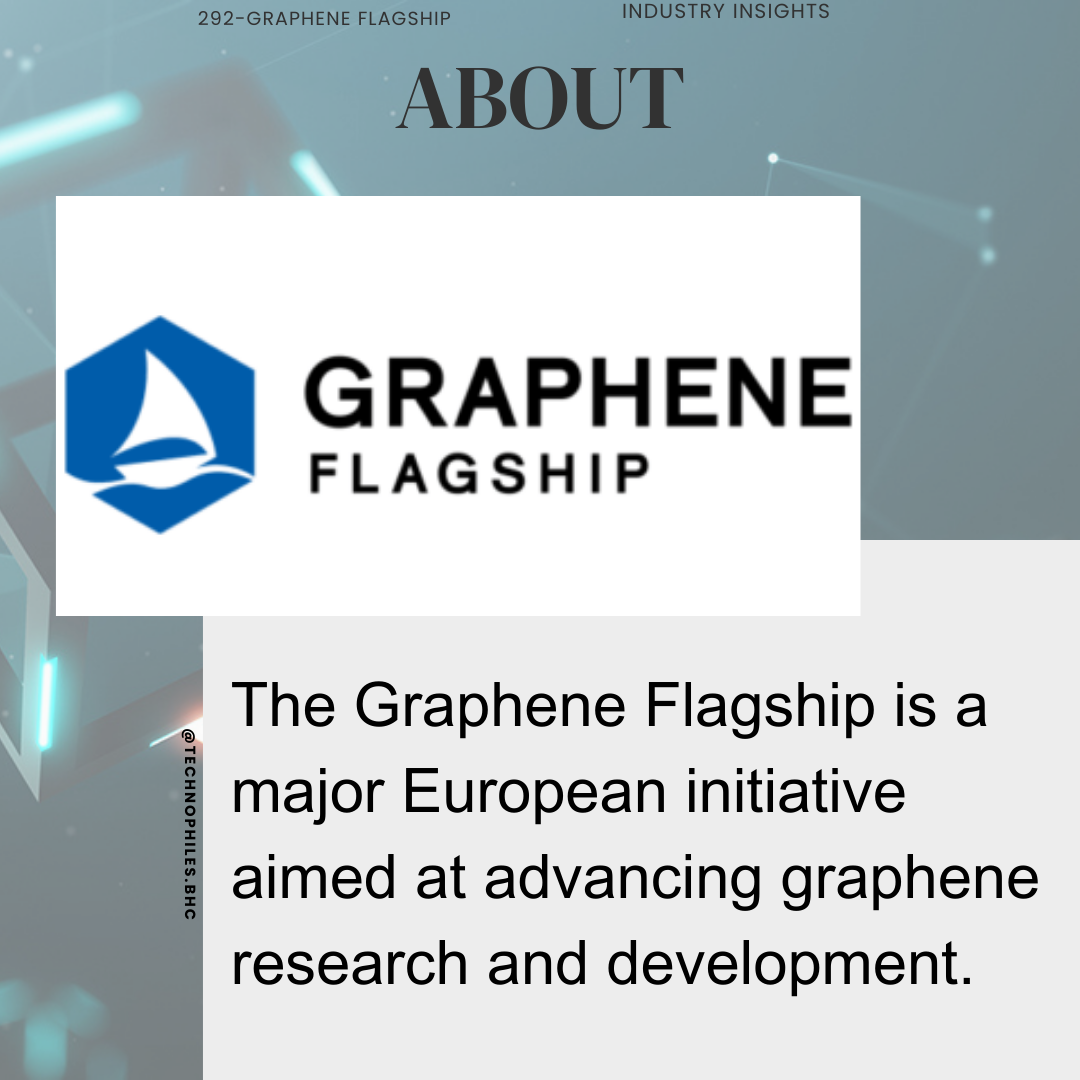 292-GRAPHENE FLAGSHIP
INDUSTRY INSIGHTS
ABOUT
GRAPHENE
FLAGSHIP
@TECHNOPHILES.BHC
The Graphene Flagship is a
major European initiative
aimed at advancing graphene
research and development.